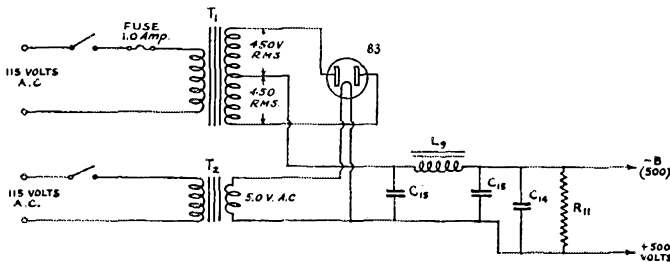 FUSE
1.0 Amp.
T1
450V
RMS
450
RMS.
83
115 VOLTS
A.C
L9
-B
(500)
115 VOLTS
A.C.
T2
5.0 V. A.C
C15
C15
C14
R11
+500
VOLTS